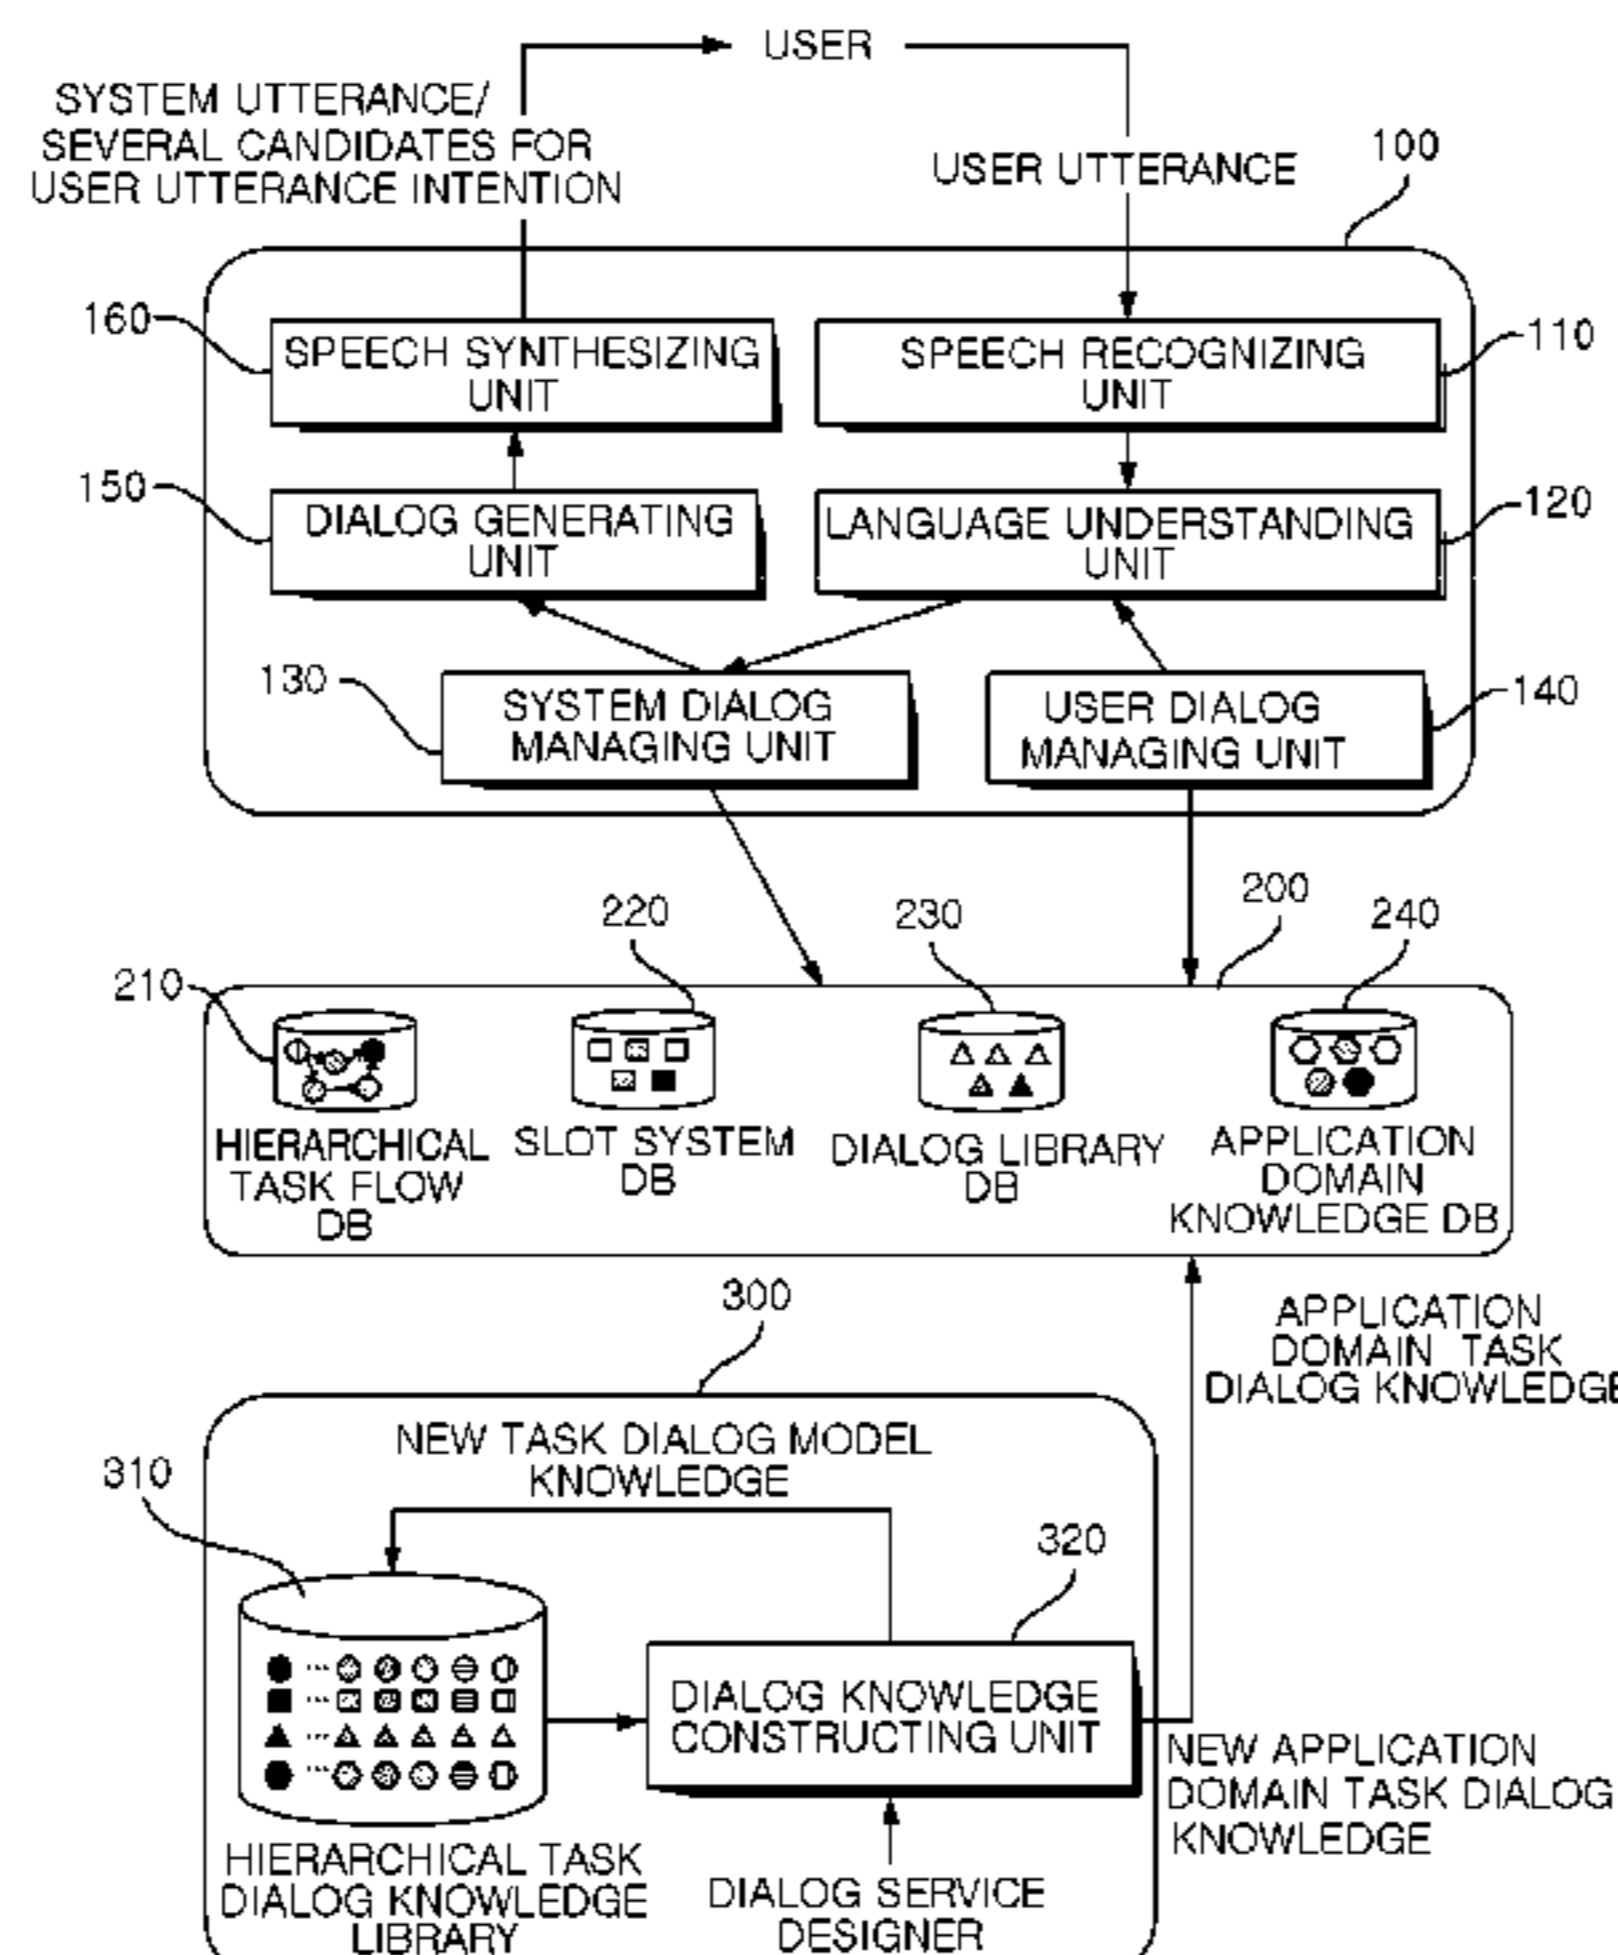 USER
SYSTEM UTTERANCE/
SEVERAL CANDIDATES FOR
USER UTTERANCE INTENTION
USER UTTERANCE
100
160
SPEECH SYNTHESIZING
UNIT
SPEECH RECOGNIZING
UNIT
110
150
DIALOG GENERATING
UNIT
LANGUAGE UNDERSTANDING
UNIT
120
130
SYSTEM DIALOG
MANAGING UNIT
USER DIALOG
MANAGING UNIT
140
200
220
230
240
210
HIERARCHICAL
TASK FLOW
DB
SLOT SYSTEM
DB
DIALOG LIBRARY
DB
APPLICATION
DOMAIN
KNOWLEDGE DB
300
APPLICATION
DOMAIN TASK
DIALOG KNOWLEDGE
NEW TASK DIALOG MODEL
KNOWLEDGE
310
320
DIALOG KNOWLEDGE
CONSTRUCTING UNIT
NEW APPLICATION
DOMAIN TASK DIALOG
KNOWLEDGE
HIERARCHICAL TASK
DIALOG KNOWLEDGE
LIBRARY
DIALOG SERVICE
DESIGNER